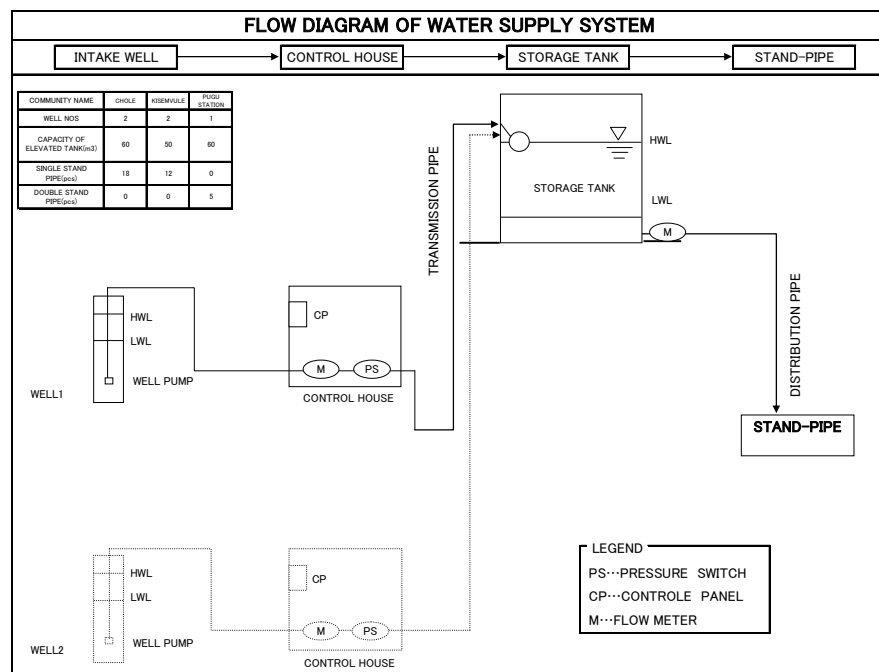 FLOW DIAGRAM OF WATER SUPPLY SYSTEM
INTAKE WELL CONTROL HOUSE STORAGE TANK STAND-PIPE
COMMUNITY NAME CHOLE KISEMVULE PUGU STATION
WELL NOS 2 2 1
CAPACITY OF ELEVATED TANK(m3) 60 50 60
SINGLE STAND PIPE(pcs) 18 12 0
DOUBLE STAND PIPE(pcs) 0 0 5
TRANSMISSION PIPE
HWL
STORAGE TANK
LWL
M
DISTRIBUTION PIPE
STAND-PIPE
HWL
LWL
WELL PUMP
WELL1
CP
M PS
CONTROL HOUSE
HWL
LWL
WELL PUMP
WELL2
CP
M PS
CONTROL HOUSE
LEGEND
PS･･･PRESSURE SWITCH
CP･･･CONTROLE PANEL
M･･･FLOW METER